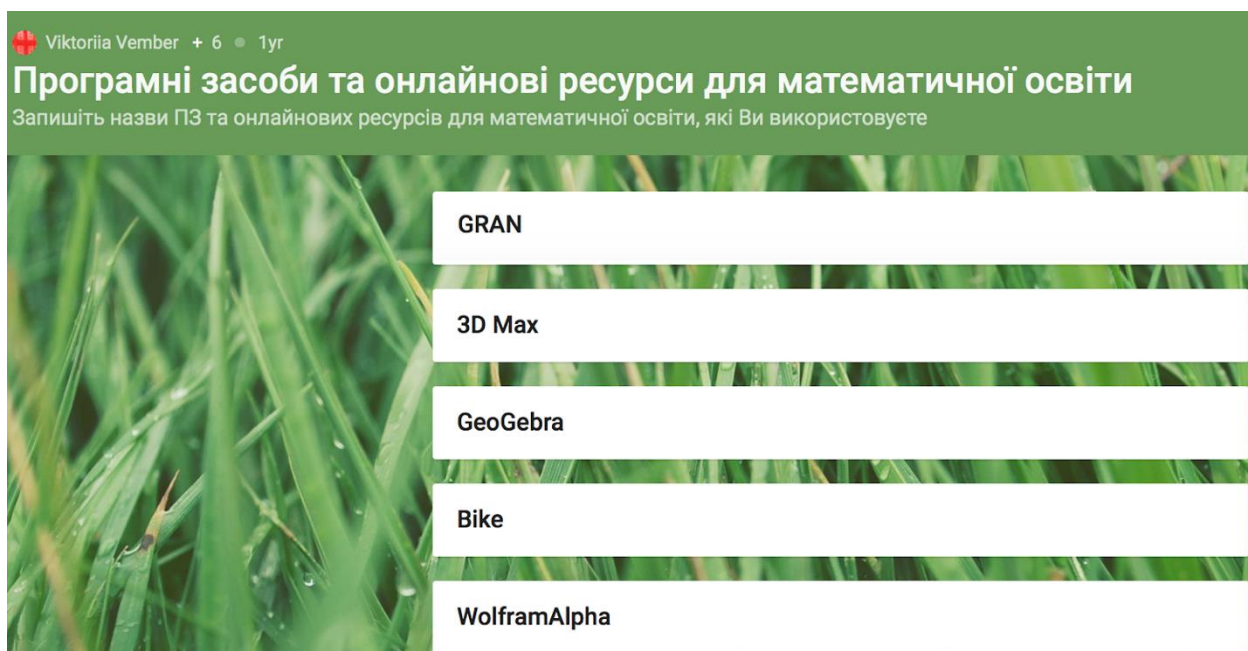 Viktoriia Vember + 6 • 1yr
Програмні засоби та онлайнові ресурси для математичної освіти
Запишіть назви ПЗ та онлайнових ресурсів для математичної освіти, які Ви використовуєте
GRAN
3D Max
GeoGebra
Bike
WolframAlpha